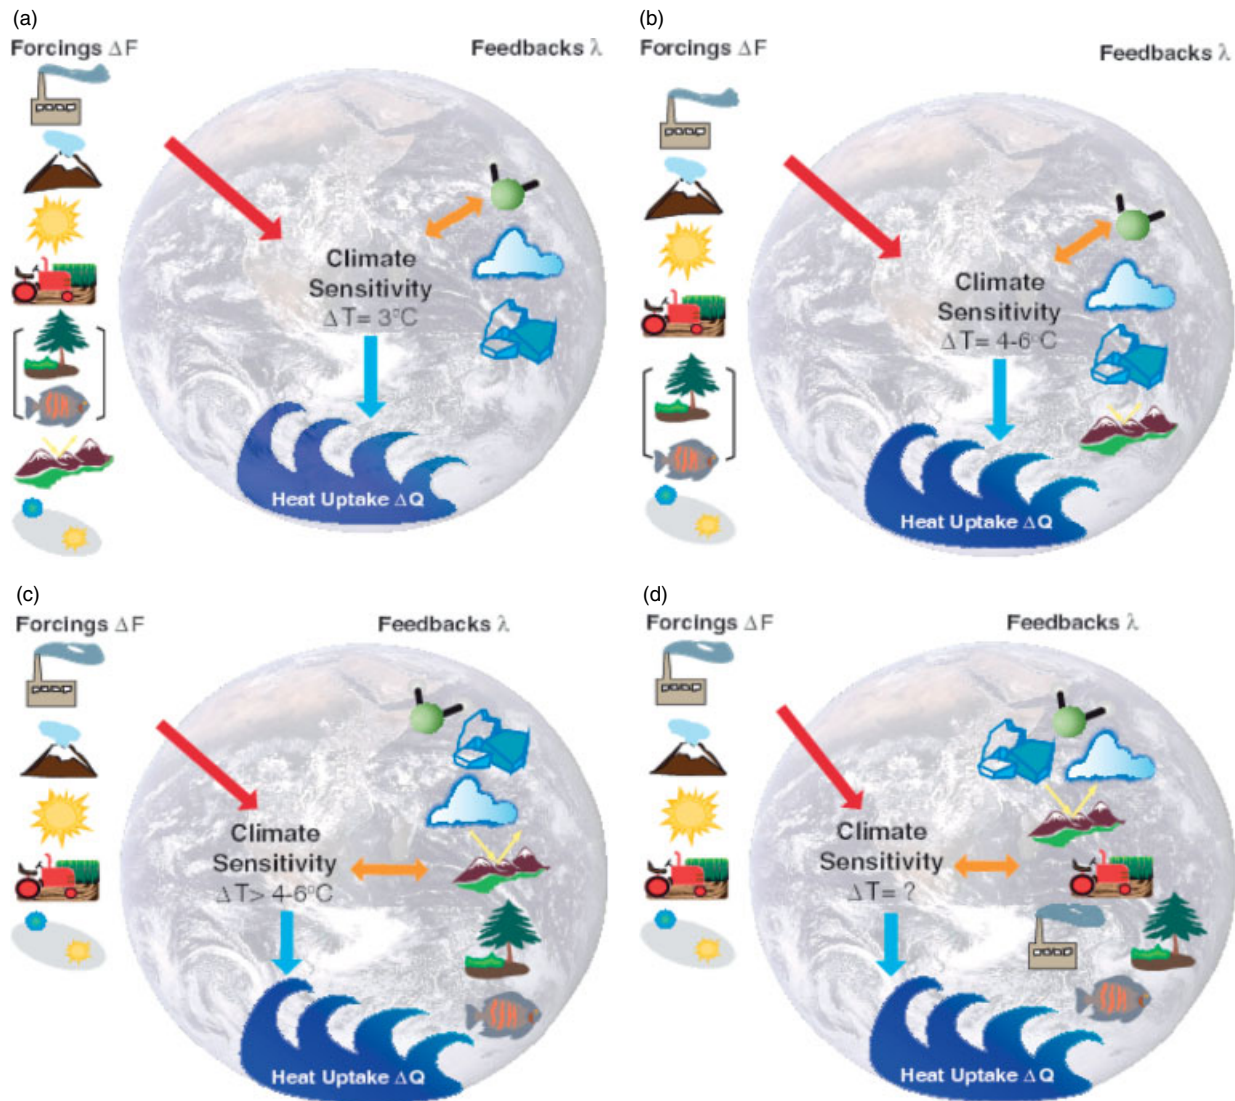 (a)
Forcings ΔF
Feedbacks λ
Climate
Sensitivity
ΔT= 3°C
Heat Uptake ΔQ
(b)
Forcings ΔF
Feedbacks λ
Climate
Sensitivity
ΔT= 4-6°C
Heat Uptake ΔQ
(c)
Forcings ΔF
Feedbacks λ
Climate
Sensitivity
ΔT> 4-6°C
Heat Uptake ΔQ
(d)
Forcings ΔF
Feedbacks λ
Climate
Sensitivity
ΔT= ?
Heat Uptake ΔQ